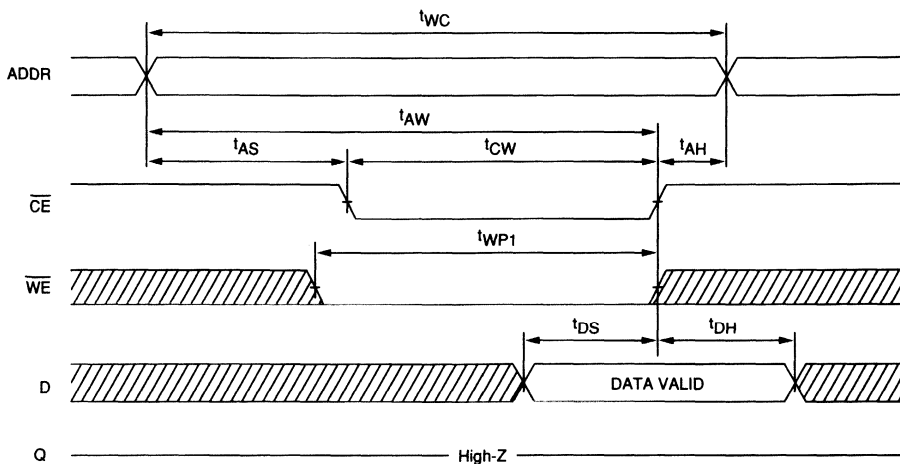 tWC
ADDR
tAW
tAS
tCW
tAH
CE
tWP1
WE
tDS
tDH
D
DATA VALID
Q
High-Z